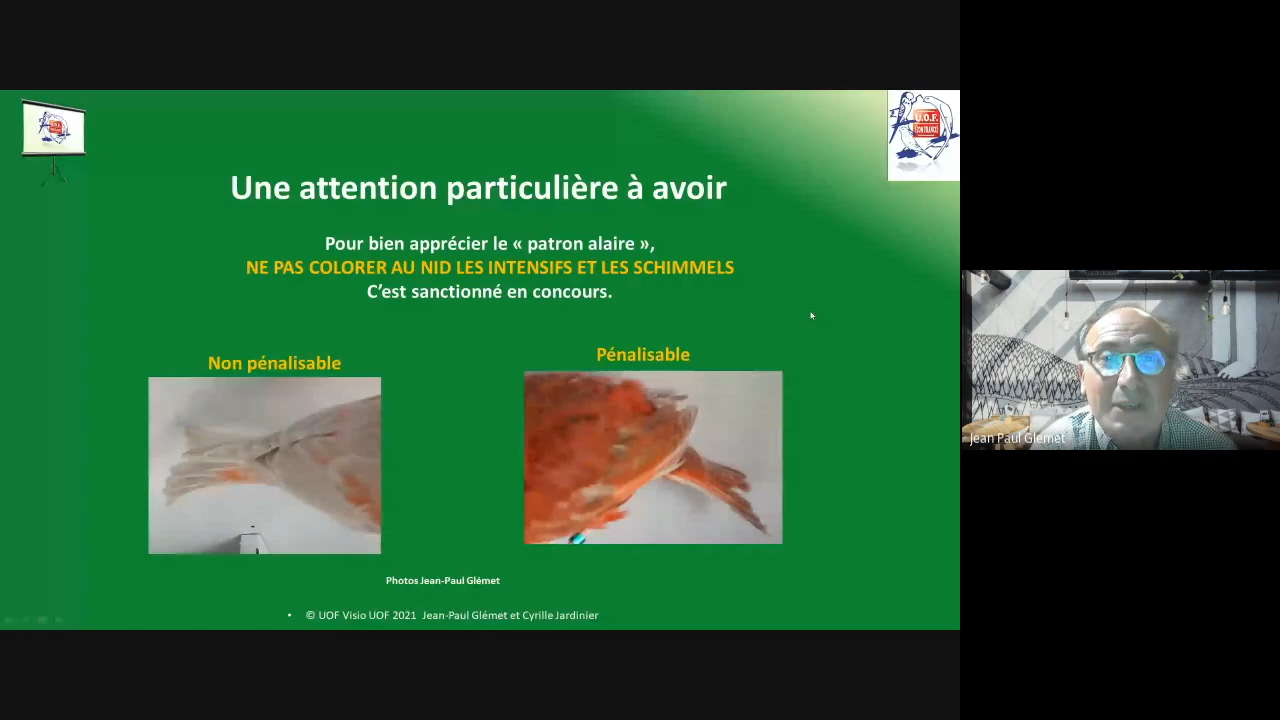 U.O.F.
Une attention particulière à avoir
Pour bien apprécier le « patron alaire »,
NE PAS COLORER AU NID LES INTENSIFS ET LES SCHIMMELS
C’est sanctionné en concours.
Non pénalisable
Pénalisable
Jean Paul Glemet
Photos Jean-Paul Glémet
• © UOF Visio UOF 2021 Jean-Paul Glémet et Cyrille Jardinier